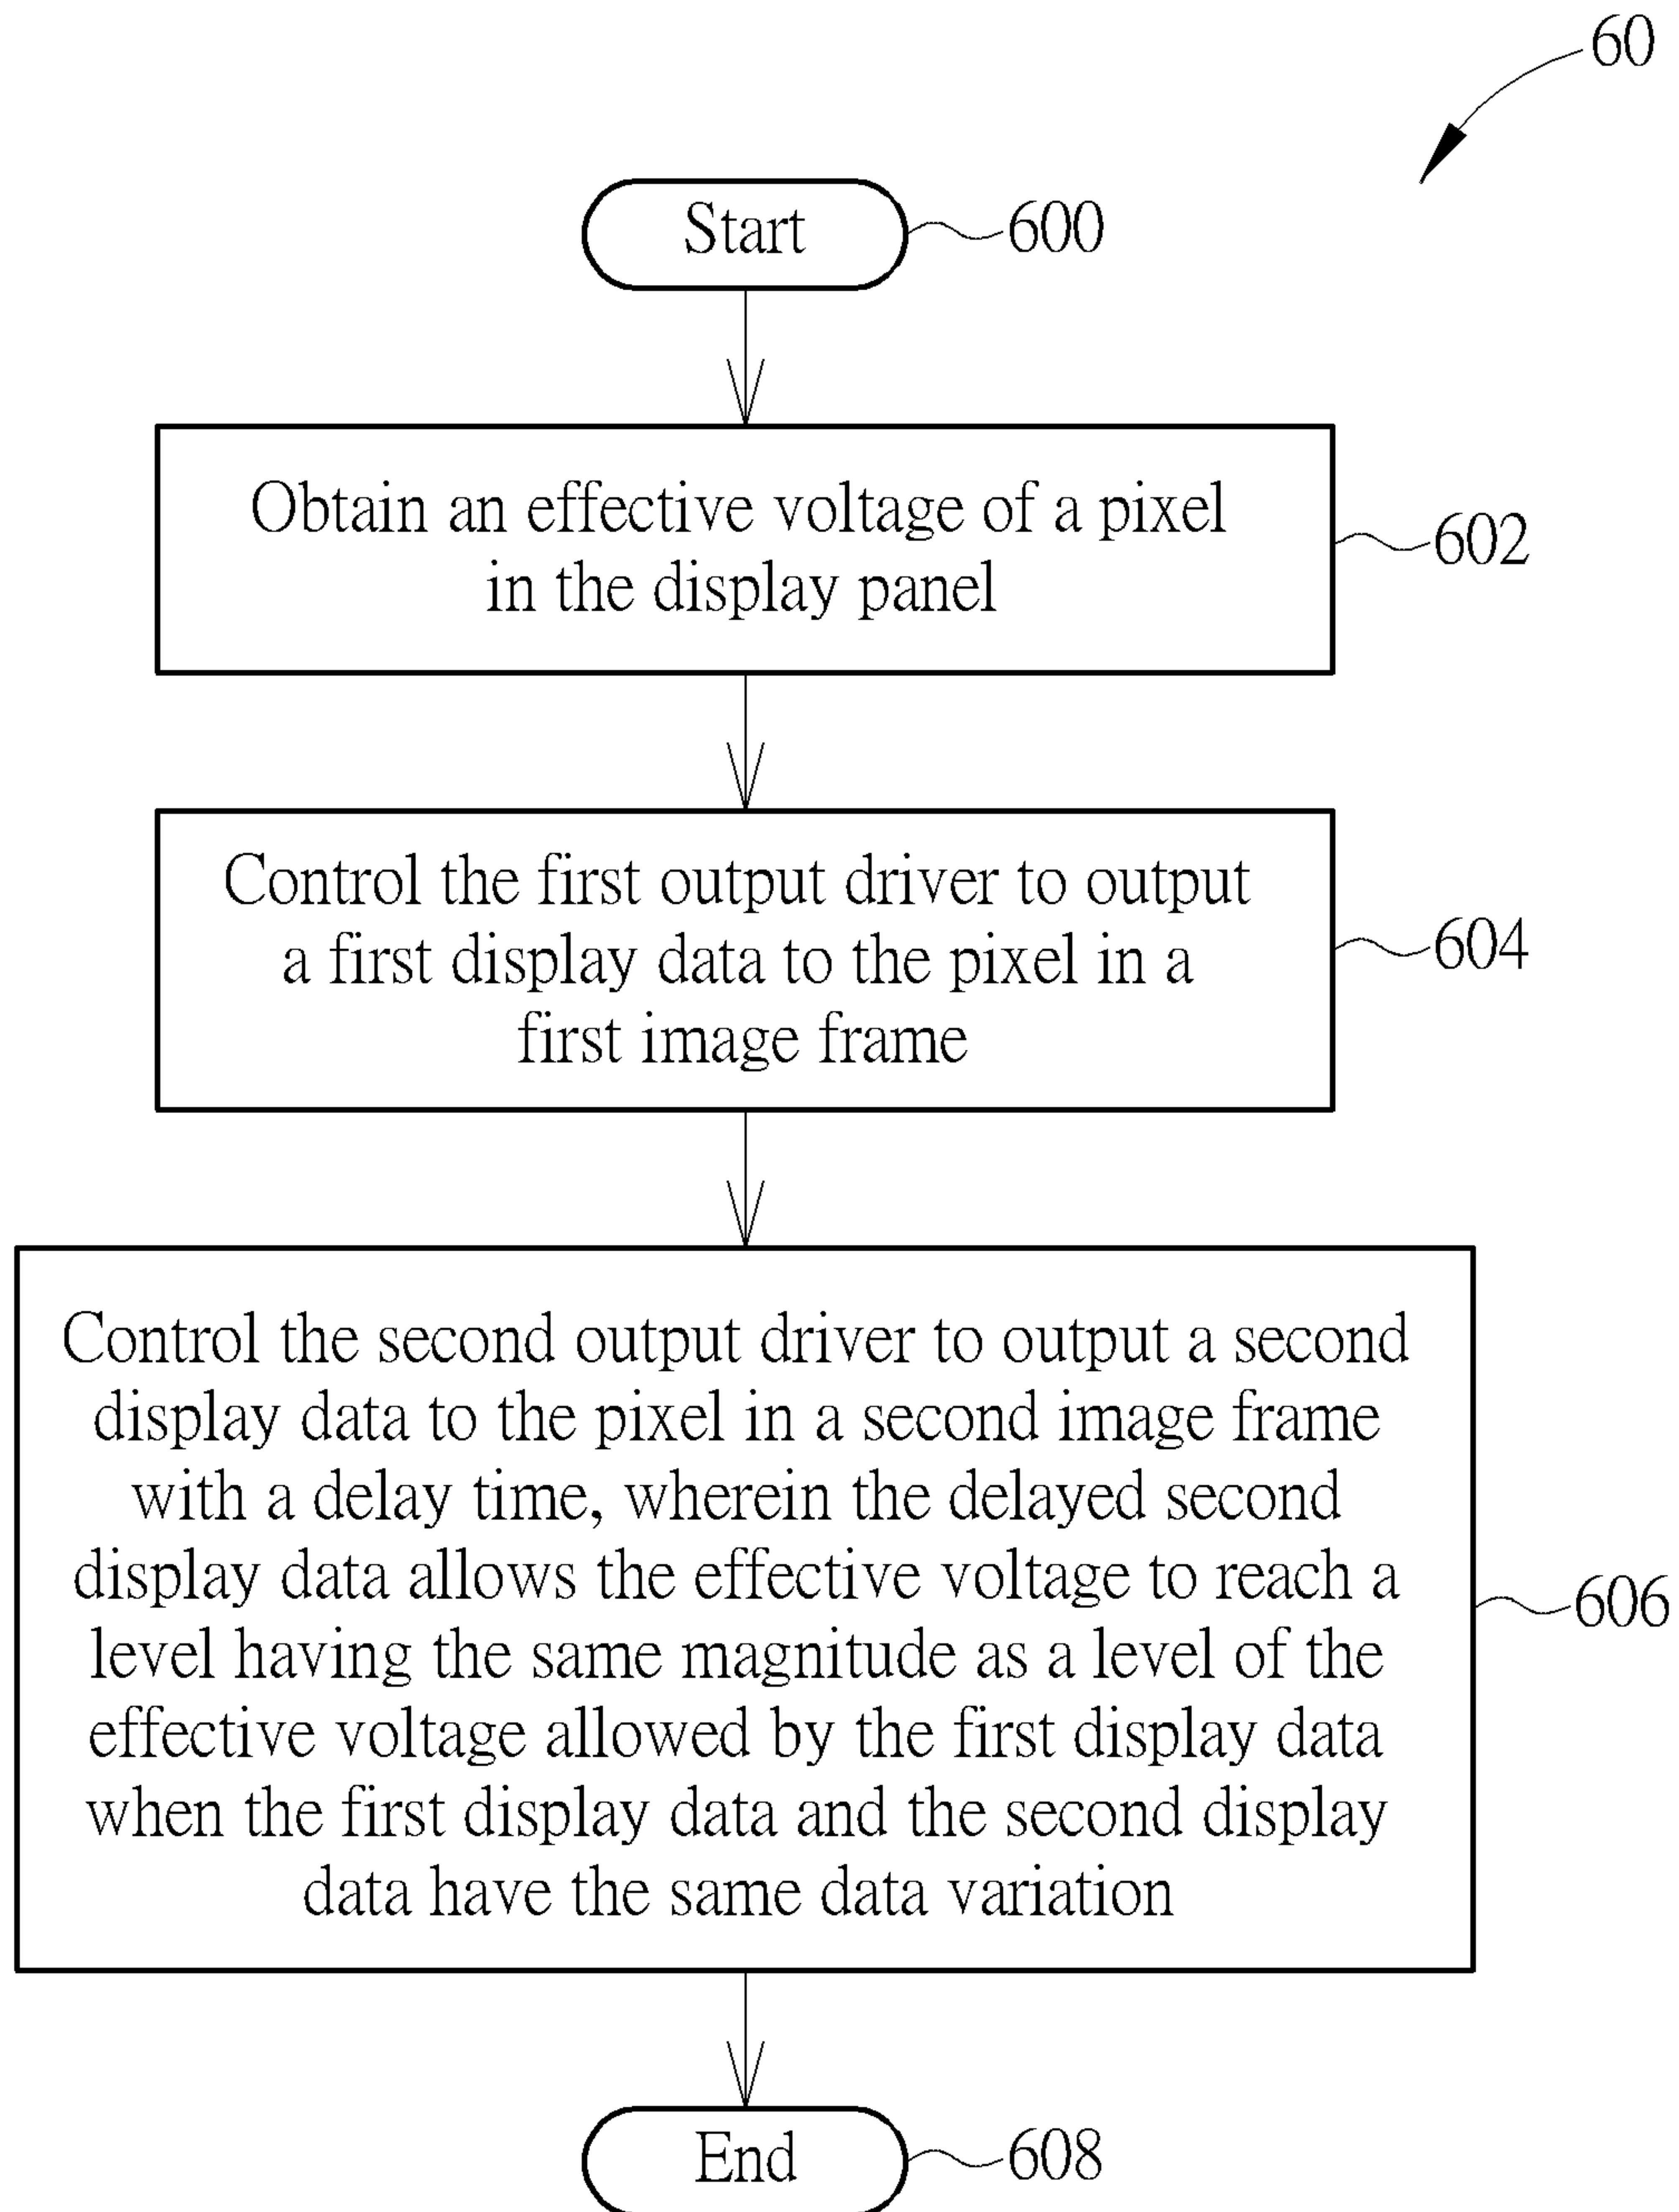 60
Start
600
Obtain an effective voltage of a pixel
in the display panel
602
Control the first output driver to output
a first display data to the pixel in a
first image frame
604
Control the second output driver to output a second
display data to the pixel in a second image frame
with a delay time, wherein the delayed second
display data allows the effective voltage to reach a
level having the same magnitude as a level of the
effective voltage allowed by the first display data
when the first display data and the second display
data have the same data variation
606
End
608